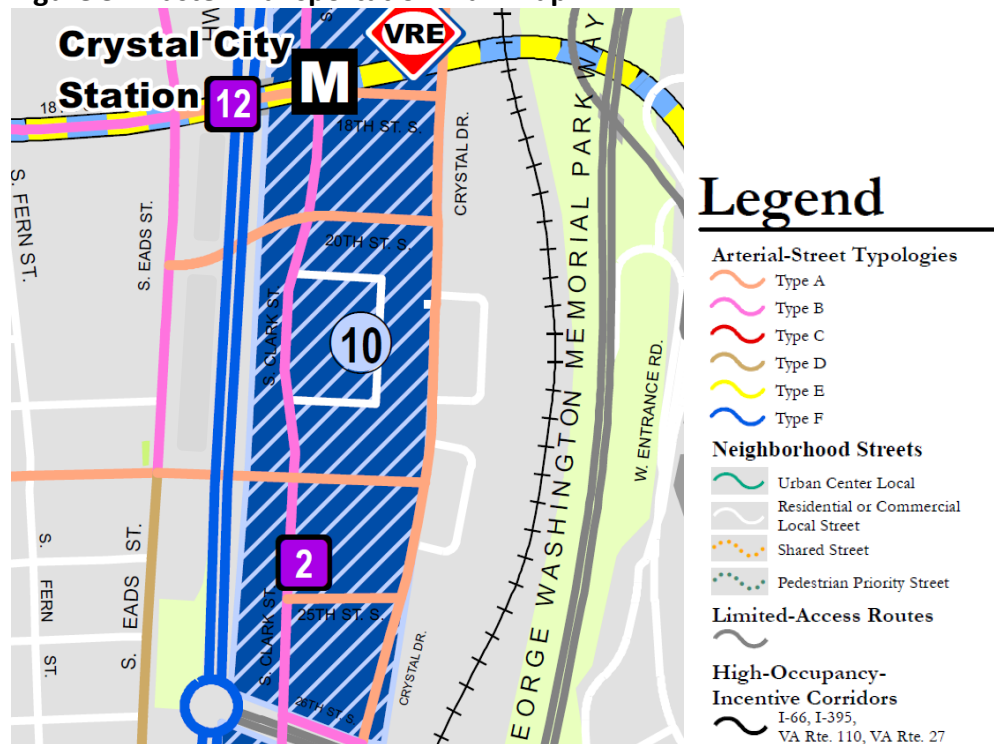 Crystal City
Station
12
M
VRE
HW
S.
18
18TH ST. S.
CRYSTAL DR.
S. FERN ST.
S. EADS ST.
20TH ST. S.
S. CLARK ST.
10
GEORGE WASHINGTON MEMORIAL PARKWAY
W. ENTRANCE RD.
2
S. FERN ST.
S. EADS ST.
S. CLARK ST.
25TH ST. S.
26TH ST. S.
CRYSTAL DR.
Legend
Arterial-Street Typologies
Type A
Type B
Type C
Type D
Type E
Type F
Neighborhood Streets
Urban Center Local
Residential or Commercial
Local Street
Shared Street
Pedestrian Priority Street
Limited-Access Routes
High-Occupancy-
Incentive Corridors
I-66, I-395,
VA Rte. 110, VA Rte. 27